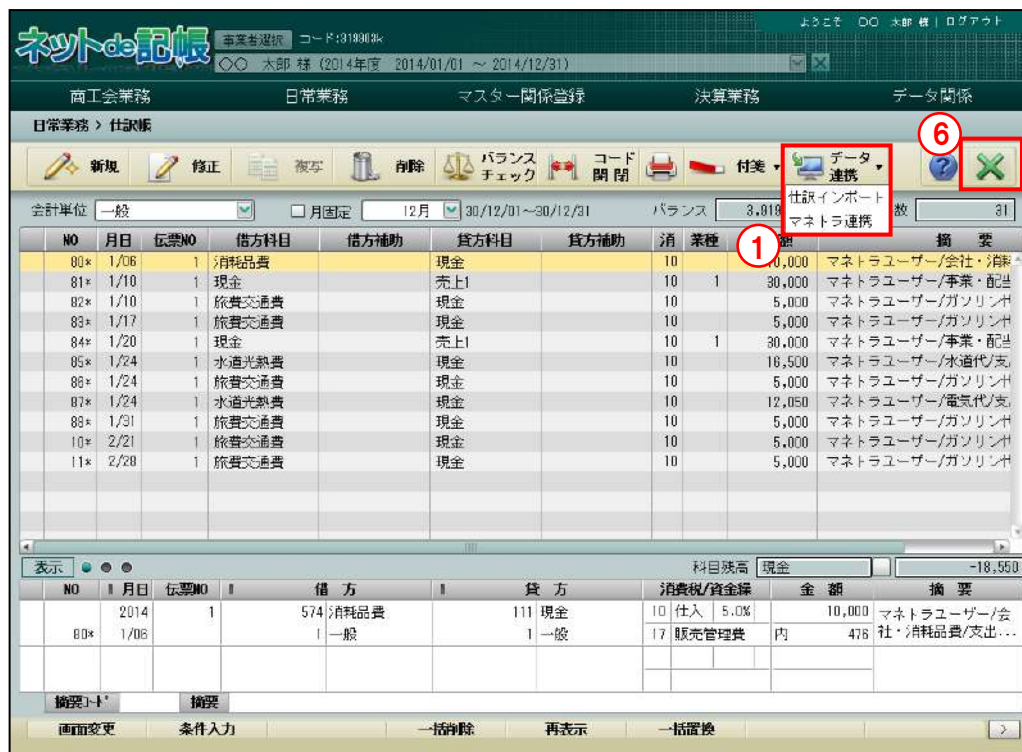 ようこそ 〇〇 太郎 様 | ログアウト
ネットde記帳 事業者選択
〇〇 太郎 様 (2014年度 2014/01/01 ～ 2014/12/31)
商工会業務 日常業務 マスター関係登録 決算業務 データ関係
日常業務 > 仕訳帳
⑥
新規 修正 複写 削除 バランスチェック コード開閉 付箋 データ連携
仕訳インポート
マネトラ連携
会計単位 一般 月固定 12月 30/12/01～30/12/31 バランス 数 31
①
NO 月日 伝票NO 借方科目 借方補助 貸方科目 貸方補助 消 業種 額 摘 要
80* 1/06 1 消耗品費 現金 10 10,000 マネトラユーザー/会社・消耗
81* 1/10 1 現金 売上1 10 1 30,000 マネトラユーザー/事業・配当
82* 1/10 1 旅費交通費 現金 10 5,000 マネトラユーザー/ガソリン代
83* 1/17 1 旅費交通費 現金 10 5,000 マネトラユーザー/ガソリン代
84* 1/20 1 現金 売上1 10 1 30,000 マネトラユーザー/事業・配当
85* 1/24 1 水道光熱費 現金 10 16,500 マネトラユーザー/水道代/支
86* 1/24 1 旅費交通費 現金 10 5,000 マネトラユーザー/ガソリン代
87* 1/24 1 水道光熱費 現金 10 12,050 マネトラユーザー/電気代/支
88* 1/31 1 旅費交通費 現金 10 5,000 マネトラユーザー/ガソリン代
10* 2/21 1 旅費交通費 現金 10 5,000 マネトラユーザー/ガソリン代
11* 2/28 1 旅費交通費 現金 10 5,000 マネトラユーザー/ガソリン代
表示 科目残高 現金 -18,550
NO 月日 伝票NO 借 方 貸 方 消費税/資金繰 金 額 摘 要
2014 1 574 消耗品費 111 現金 10 仕入 5.0% 10,000 マネトラユーザー/会
80* 1/06 1 一般 1 一般 17 販売管理費 内 476 社・消耗品費/支出...
摘要コード 摘要
画面変更 条件入力 一括削除 再表示 一括置換